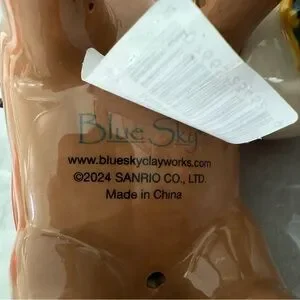 Blue Sky
www.blueskyclayworks.com
©2024 SANRIO CO., LTD.
Made in China